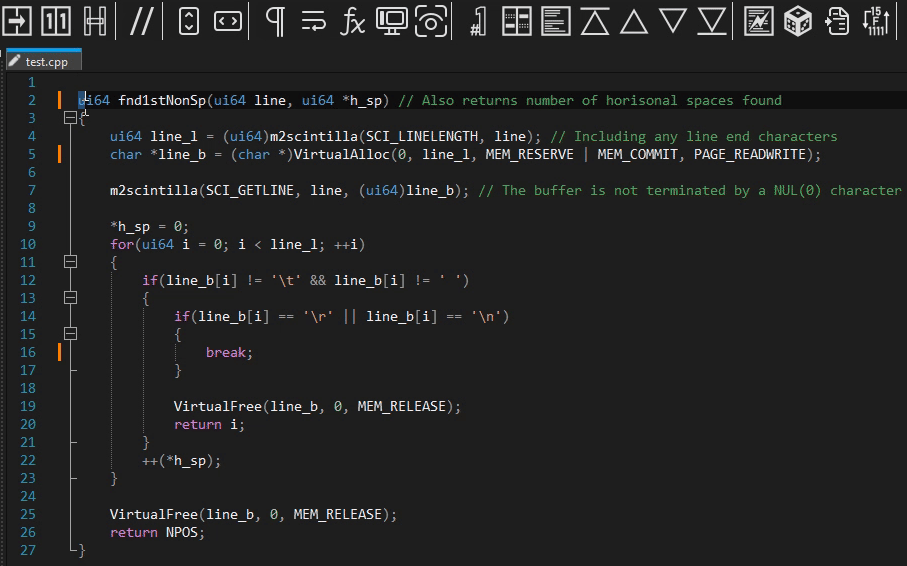 // ¶ fx #1 15
test.cpp
1
2 ui64 fnd1stNonSp(ui64 line, ui64 *h_sp) // Also returns number of horisonal spaces found
3 {
4 ui64 line_l = (ui64)m2scintilla(SCI_LINELENGTH, line); // Including any line end characters
5 char *line_b = (char *)VirtualAlloc(0, line_l, MEM_RESERVE | MEM_COMMIT, PAGE_READWRITE);
6
7 m2scintilla(SCI_GETLINE, line, (ui64)line_b); // The buffer is not terminated by a NUL(0) character
8
9 *h_sp = 0;
10 for(ui64 i = 0; i < line_l; ++i)
11 {
12 if(line_b[i] != '\t' && line_b[i] != ' ')
13 {
14 if(line_b[i] == '\r' || line_b[i] == '\n')
15 {
16 break;
17 }
18
19 VirtualFree(line_b, 0, MEM_RELEASE);
20 return i;
21 }
22 ++(*h_sp);
23 }
24
25 VirtualFree(line_b, 0, MEM_RELEASE);
26 return NPOS;
27 }